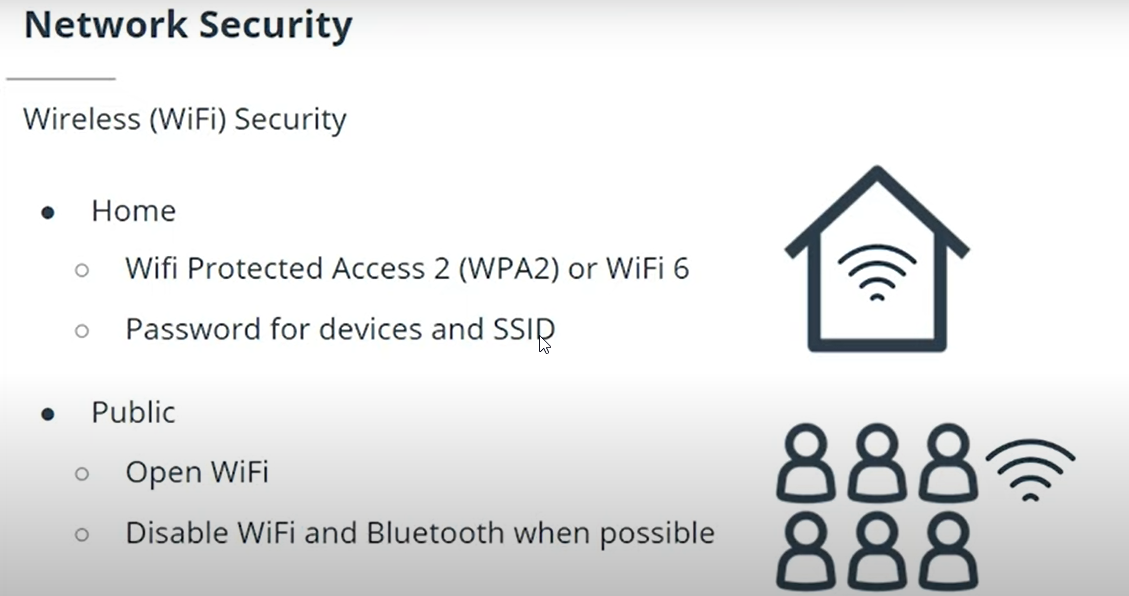 Network Security
Wireless (WiFi) Security
Home
Wifi Protected Access 2 (WPA2) or WiFi 6
Password for devices and SSID
Public
Open WiFi
Disable WiFi and Bluetooth when possible